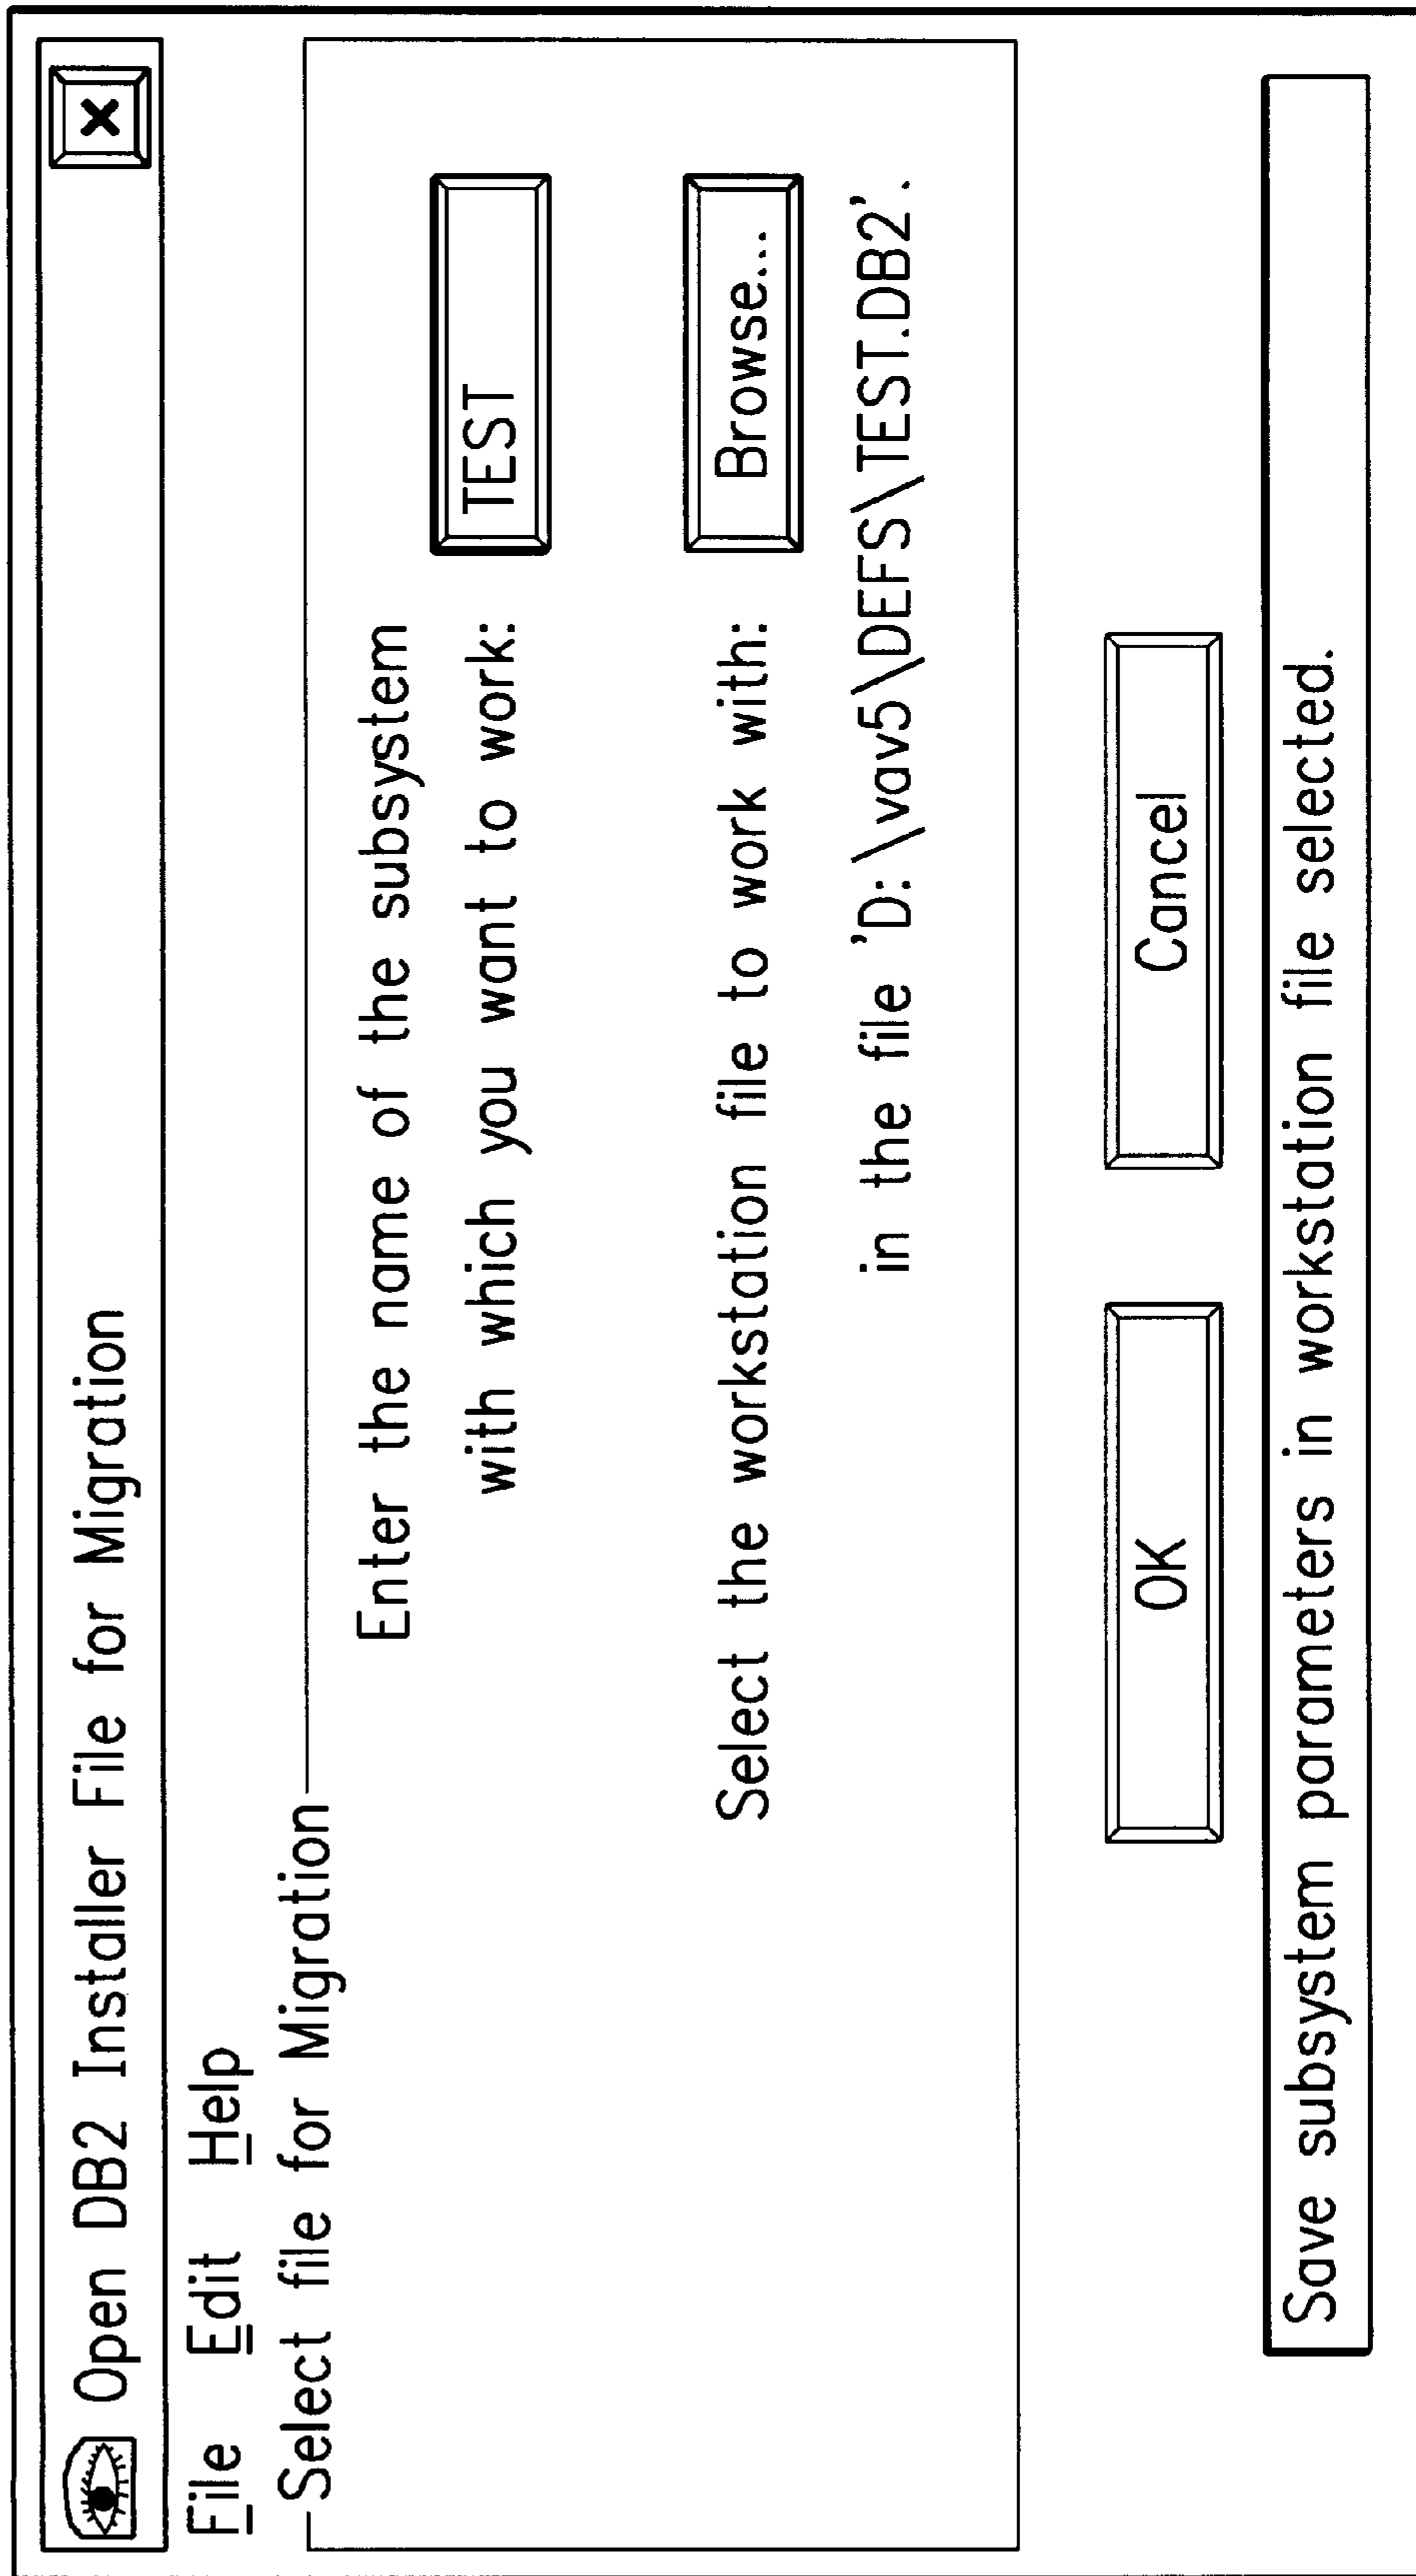 Open DB2 Installer File for Migration
File Edit Help
Select file for Migration
Enter the name of the subsystem
with which you want to work: TEST
Select the workstation file to work with: Browse...
in the file 'D:\vav5\DEFS\TEST.DB2'.
OK Cancel
Save subsystem parameters in workstation file selected.